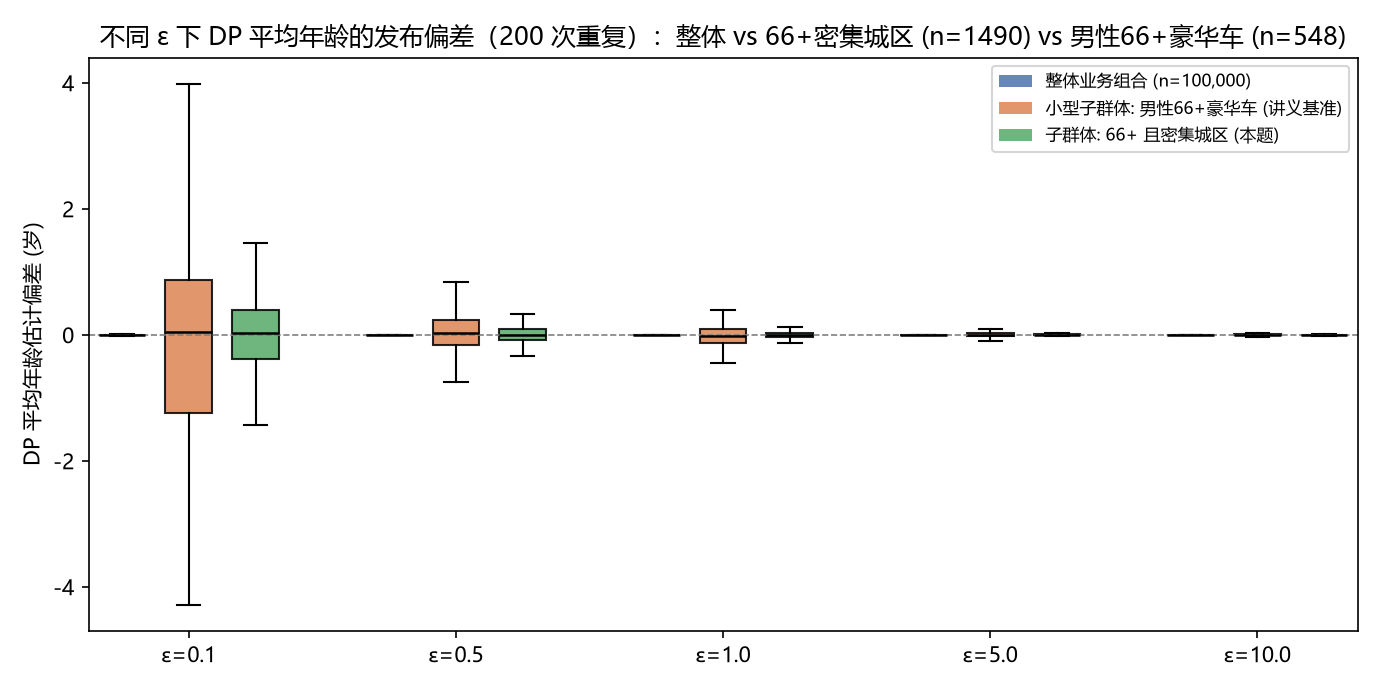 不同 ε 下 DP 平均年龄的发布偏差（200 次重复）：整体 vs 66+密集城区 (n=1490) vs 男性66+豪华车 (n=548)
整体业务组合 (n=100,000)
小型子群体: 男性66+豪华车 (讲义基准)
子群体: 66+ 且密集城区 (本题)
DP 平均年龄估计偏差 (岁)
4
2
0
-2
-4
ε=0.1
ε=0.5
ε=1.0
ε=5.0
ε=10.0